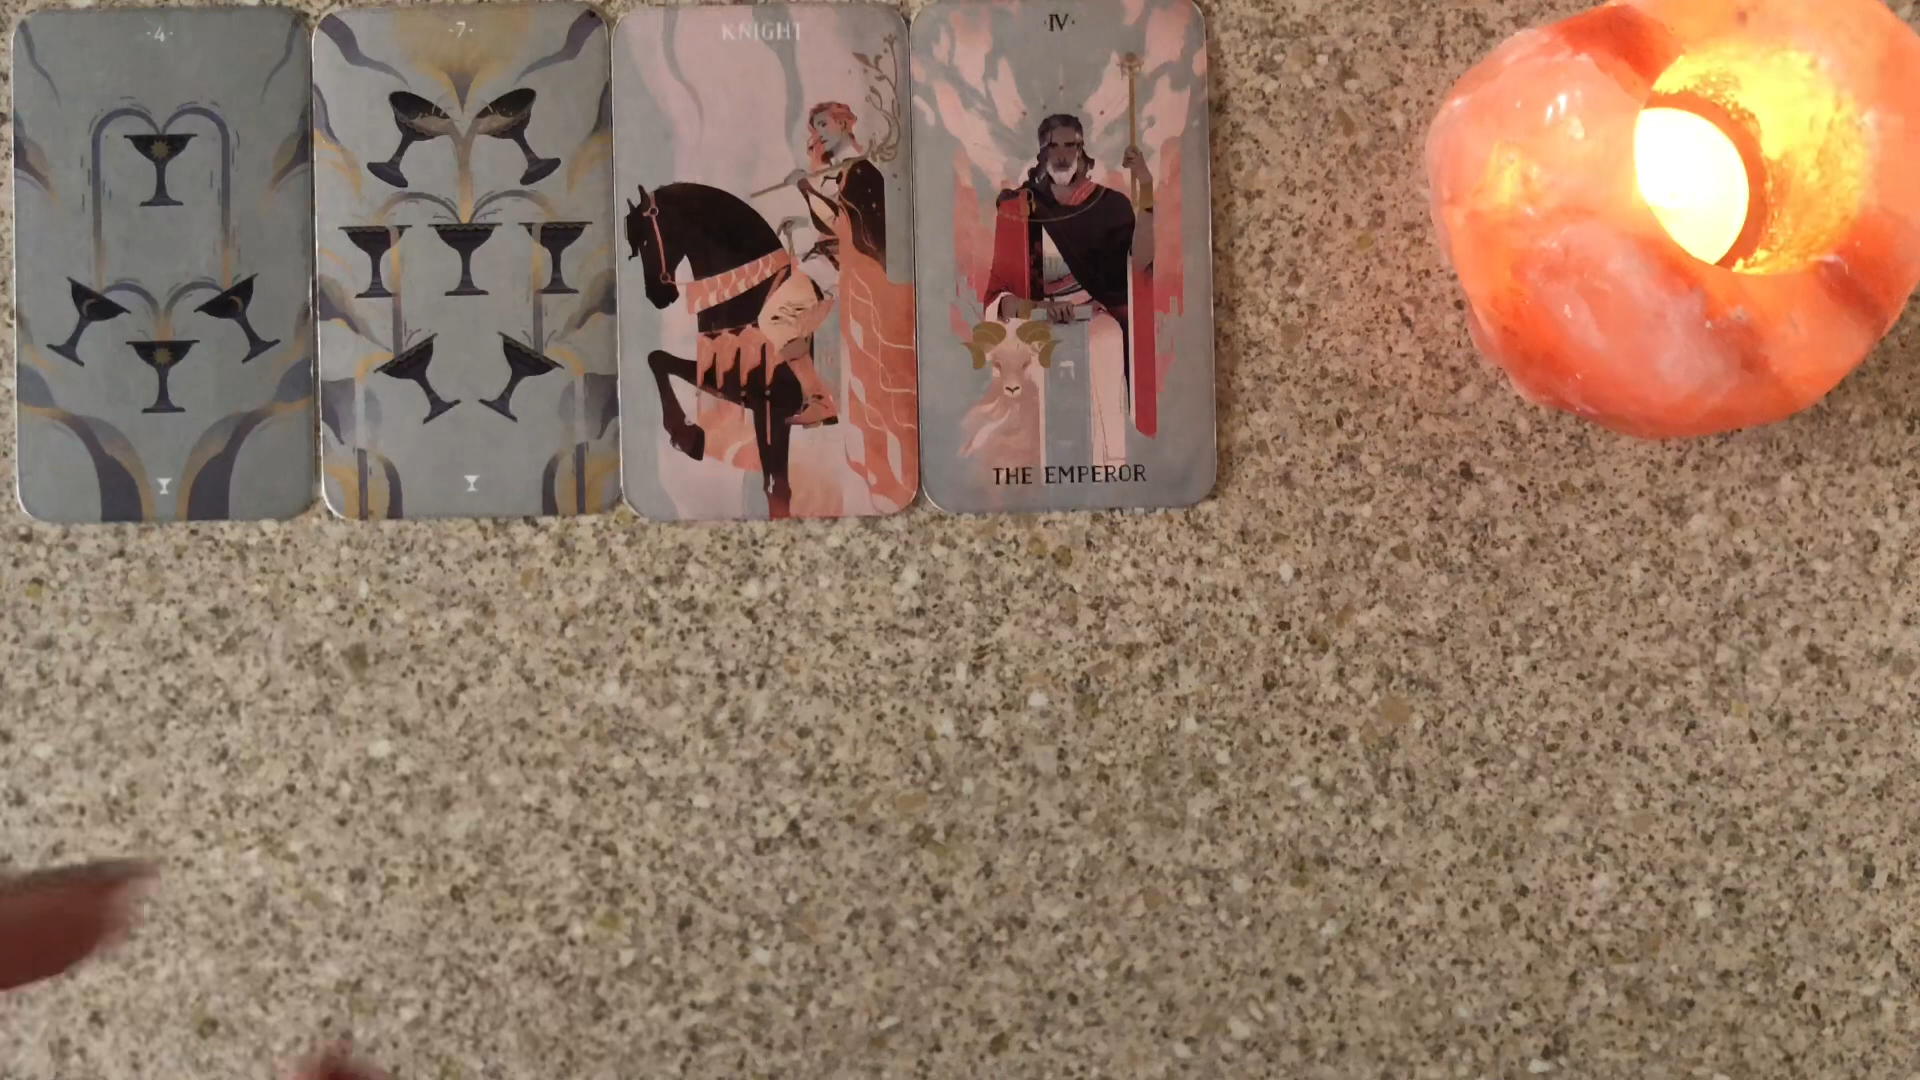 ·4·
·7·
KNIGHT
·IV·
THE EMPEROR